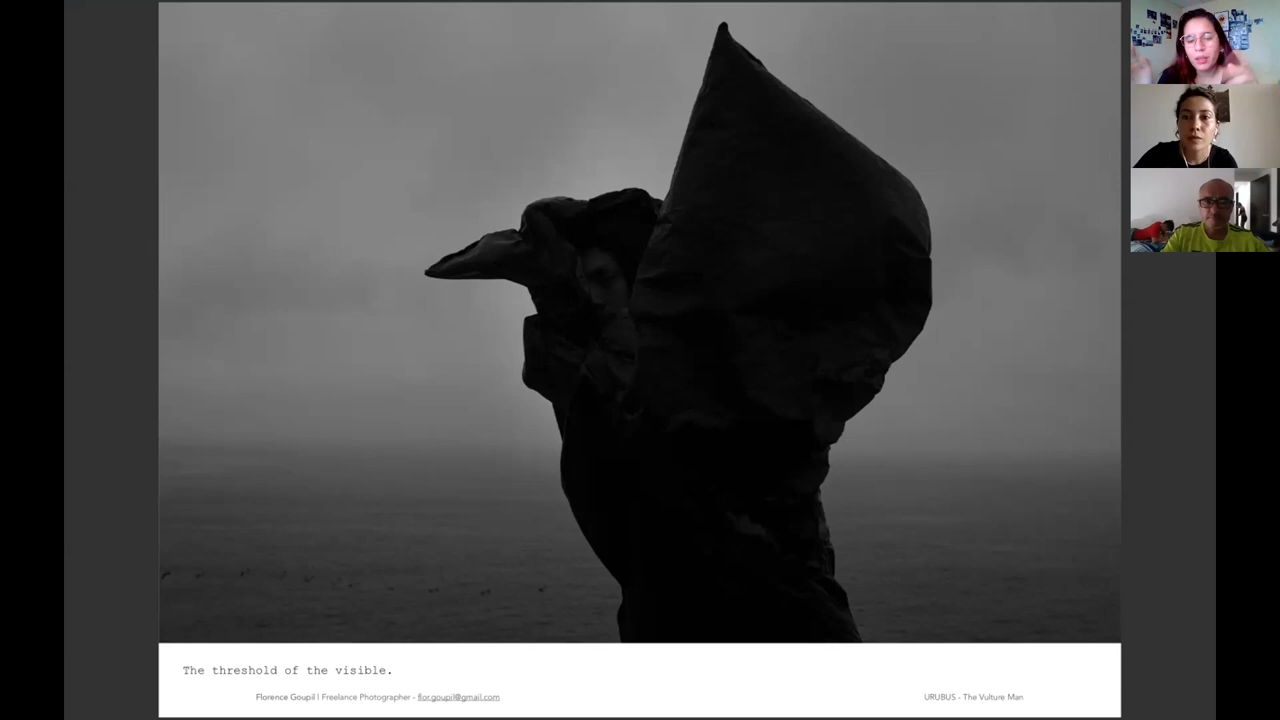 The threshold of the visible.
Florence Goupil | Freelance Photographer - flor.goupil@gmail.com
URUBUS - The Vulture Man